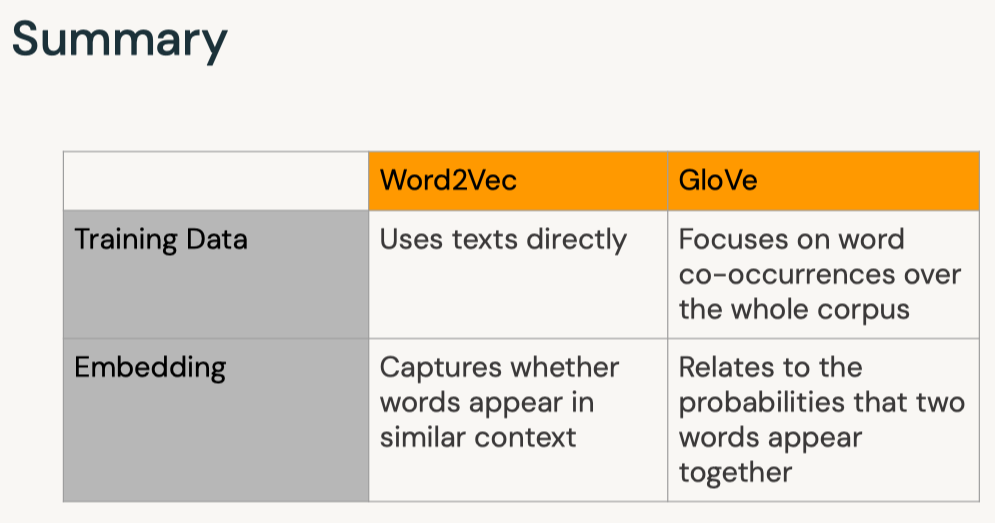 Summary
Word2Vec
GloVe
Training Data
Uses texts directly
Focuses on word
co-occurrences over
the whole corpus
Embedding
Captures whether
words appear in
similar context
Relates to the
probabilities that two
words appear
together